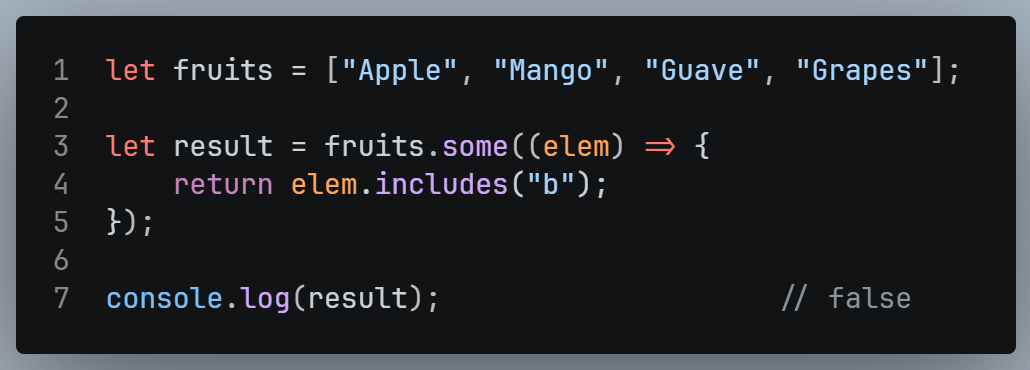 1 let fruits = ["Apple", "Mango", "Guave", "Grapes"];
2
3 let result = fruits.some((elem) => {
4     return elem.includes("b");
5 });
6
7 console.log(result);                    // false